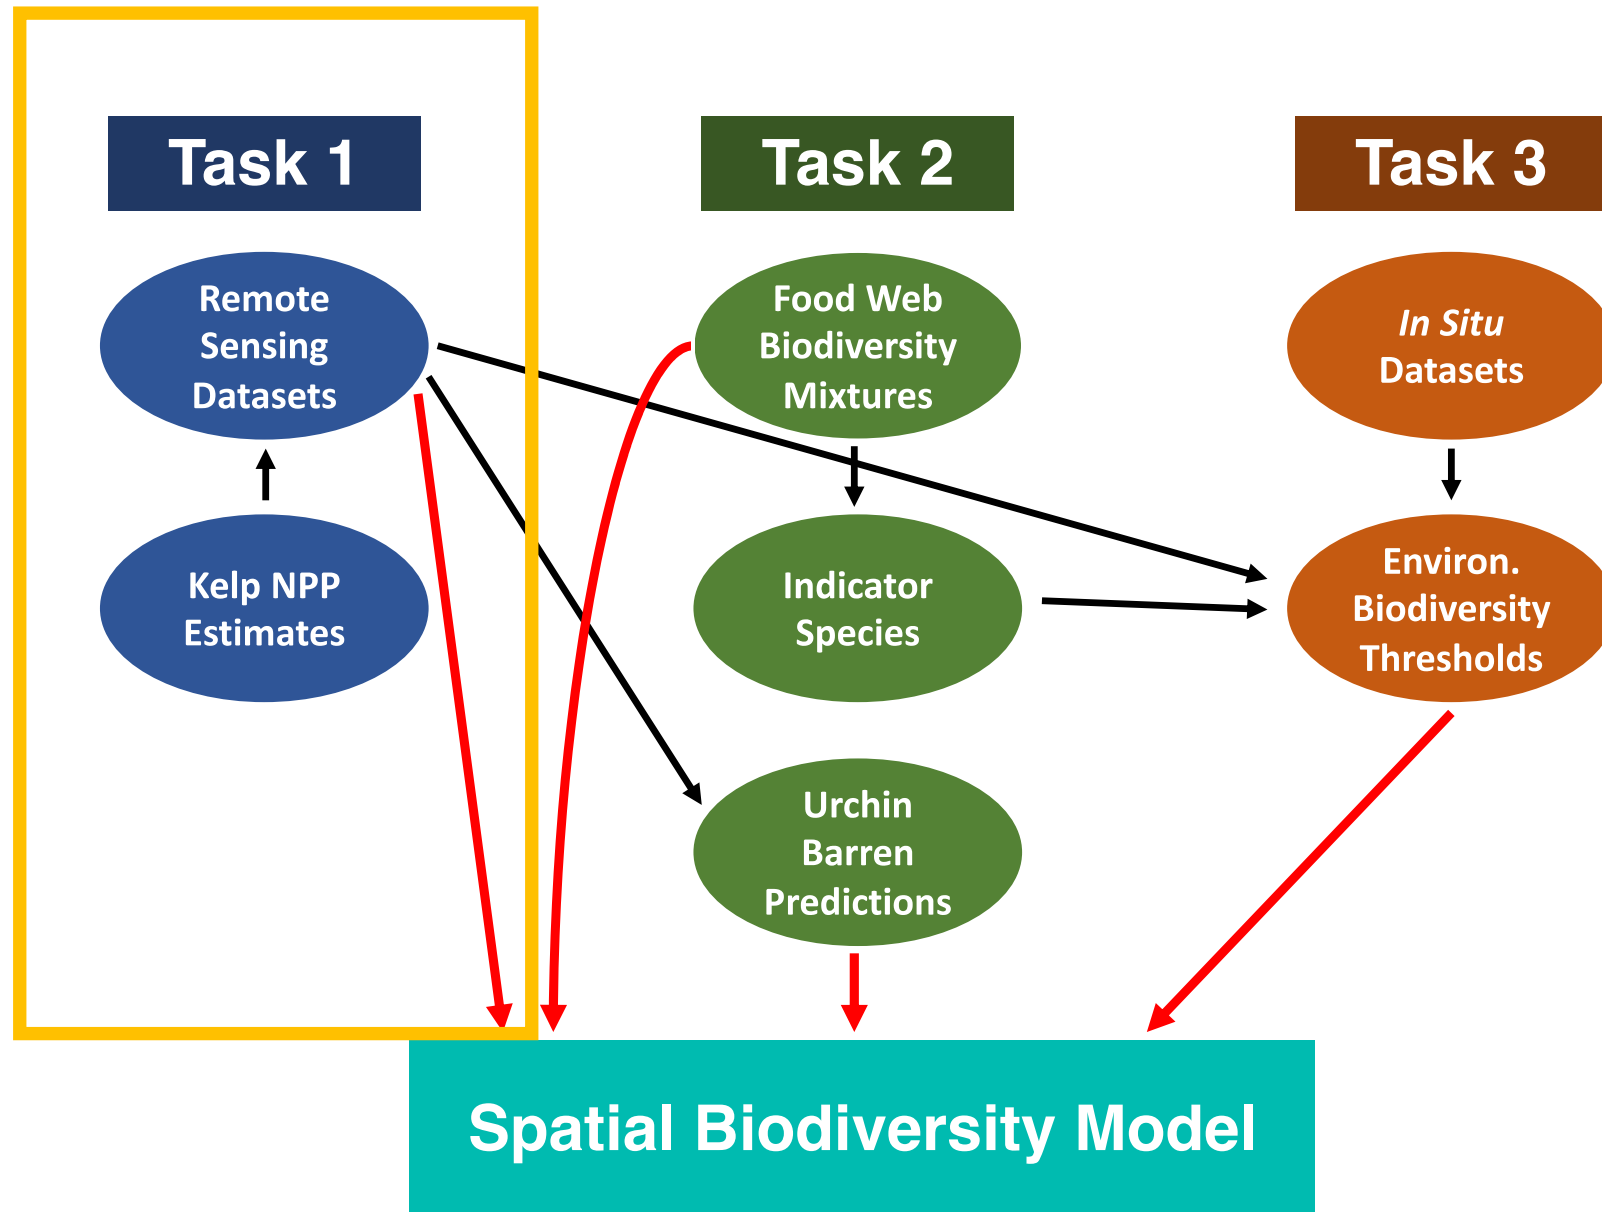 Task 1
Task 2
Task 3
Remote
Sensing
Datasets
Food Web
Biodiversity
Mixtures
In Situ
Datasets
Kelp NPP
Estimates
Indicator
Species
Environ.
Biodiversity
Thresholds
Urchin
Barren
Predictions
Spatial Biodiversity Model